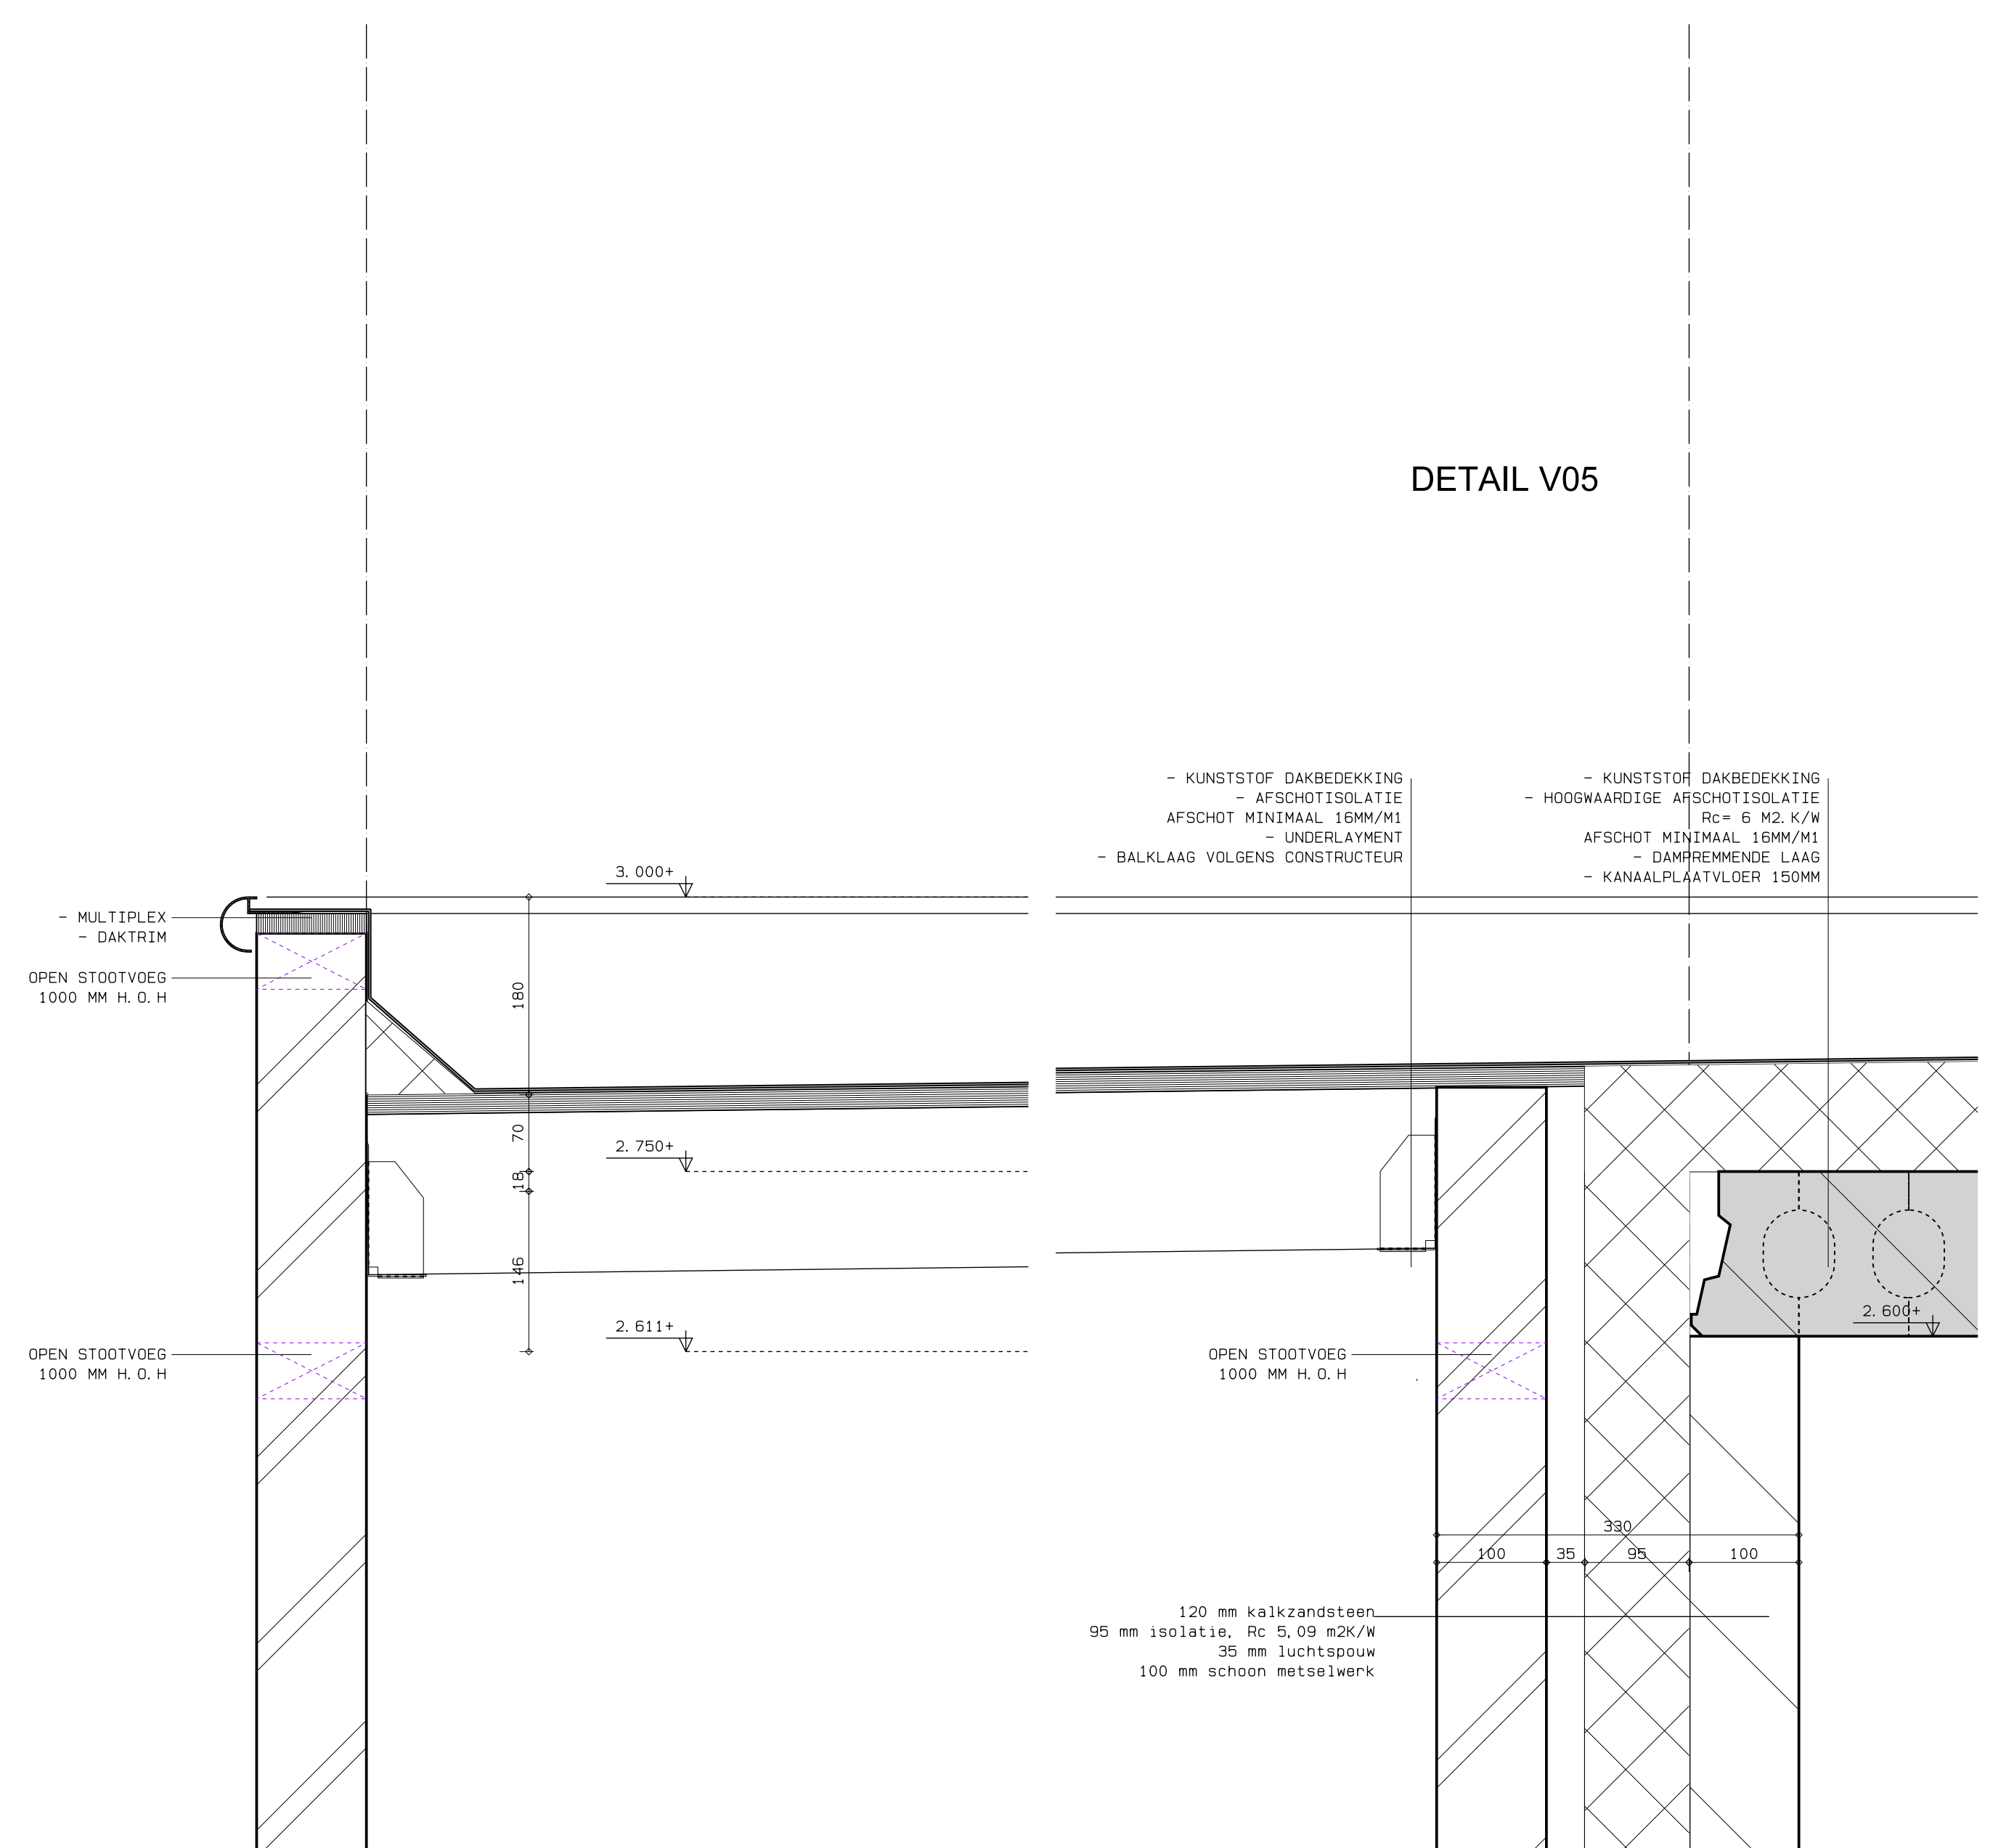 DETAIL V05
- KUNSTSTOF DAKBEDEKKING
- AFSCHOTISOLATIE
AFSCHOT MINIMAAL 16MM/M1
- UNDERLAYMENT
- BALKLAAG VOLGENS CONSTRUCTEUR
- KUNSTSTOF DAKBEDEKKING
- HOOGWAARDIGE AFSCHOTISOLATIE
Rc= 6 M2.K/W
AFSCHOT MINIMAAL 16MM/M1
- DAMPREMMENDE LAAG
- KANAALPLAATVLOER 150MM
3.000+
- MULTIPLEX
- DAKTRIM
OPEN STOOTVOEG
1000 MM H.O.H
180
70
2.750+
18
146
2.611+
2.600+
OPEN STOOTVOEG
1000 MM H.O.H
OPEN STOOTVOEG
1000 MM H.O.H
330
100
35
95
100
120 mm kalkzandsteen
95 mm isolatie, Rc 5,09 m2K/W
35 mm luchtspouw
100 mm schoon metselwerk